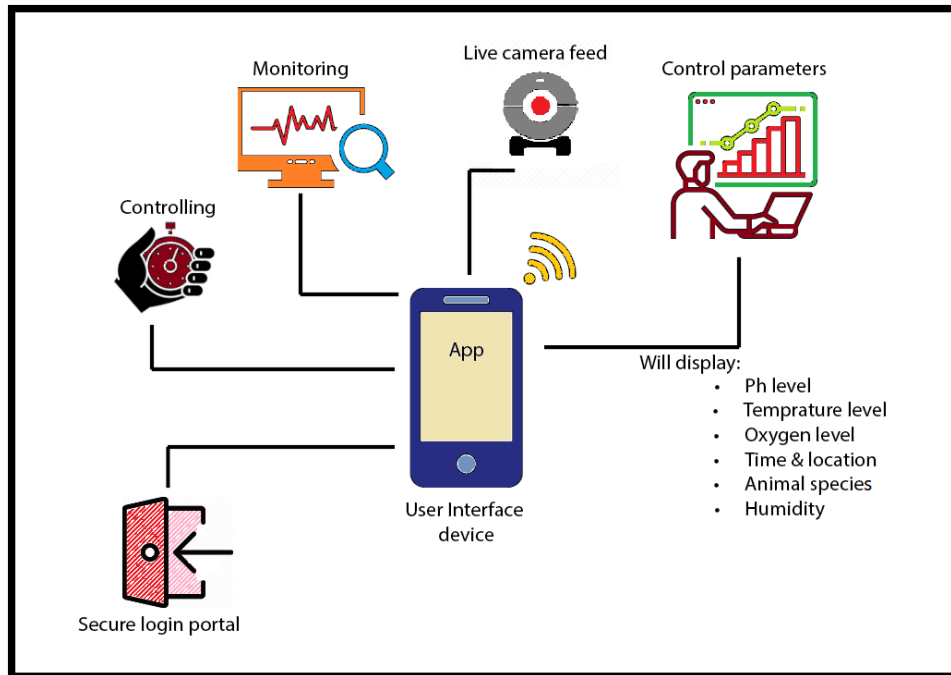 Live camera feed
Monitoring
Control parameters
Controlling
App
Will display:
• Ph level
• Temprature level
• Oxygen level
• Time & location
• Animal species
• Humidity
User Interface
device
Secure login portal